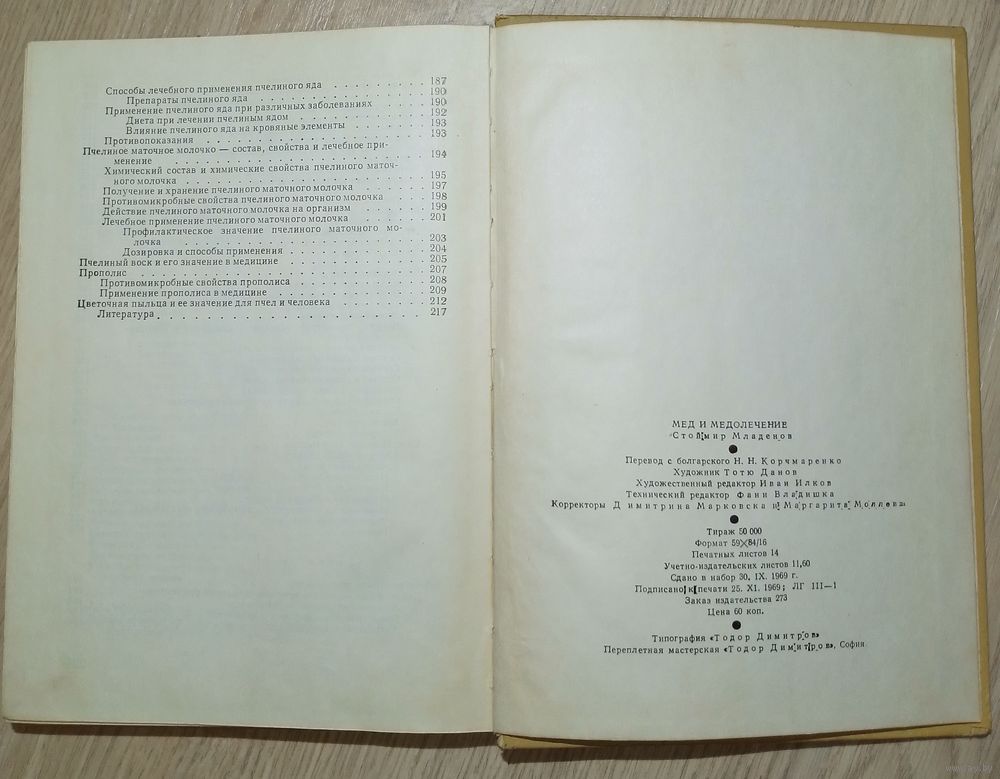 Способы лечебного применения пчелиного яда . . . . . . . . 187
Препараты пчелиного яда . . . . . . . . . . . . . 190
Применение пчелиного яда при различных заболеваниях . . . . 190
Диета при лечении пчелиным ядом . . . . . . . . . . 192
Влияние пчелиного яда на кровяные элементы . . . . . . 193
Противопоказания . . . . . . . . . . . . . . . . . 193
Пчелиное маточное молочко — состав, свойства и лечебное при-
менение . . . . . . . . . . . . . . . . . . . . 194
Химический состав и химические свойства пчелиного маточ-
ного молочка . . . . . . . . . . . . . . . . . . 195
Получение и хранение пчелиного маточного молочка . . . . . 197
Противомикробные свойства пчелиного маточного молочка . . . 198
Действие пчелиного маточного молочка на организм . . . . . 199
Лечебное применение пчелиного маточного молочка . . . . . . 201
Профилактическое значение пчелиного маточного мо-
лочка . . . . . . . . . . . . . . . . . . . . 203
Дозировка и способы применения . . . . . . . . . . . 204
Пчелиный воск и его значение в медицине . . . . . . . . . . 205
Прополис . . . . . . . . . . . . . . . . . . . . . . 207
Противомикробные свойства прополиса . . . . . . . . . . 208
Применение прополиса в медицине . . . . . . . . . . . . 209
Цветочная пыльца и ее значение для пчел и человека . . . . . . 212
Литература . . . . . . . . . . . . . . . . . . . . 217
МЕД И МЕДОЛЕЧЕНИЕ
Стоймир Младенов
●
Перевод с болгарского Н. Н. Корчмаренко
Художник Тотю Данов
Художественный редактор Иван Илков
Технический редактор Фани Владишка
Корректоры Димитрина Марковска и Маргарита Моллова
●
Тираж 50 000
Формат 59×84/16
Печатных листов 14
Учетно-издательских листов 11,60
Сдано в набор 30. IX. 1969 г.
Подписано к печати 25. XI. 1969; ЛГ III—1
Заказ издательства 273
Цена 60 коп.
●
Типография «Тодор Димитров»
Переплетная мастерская «Тодор Димитров», София